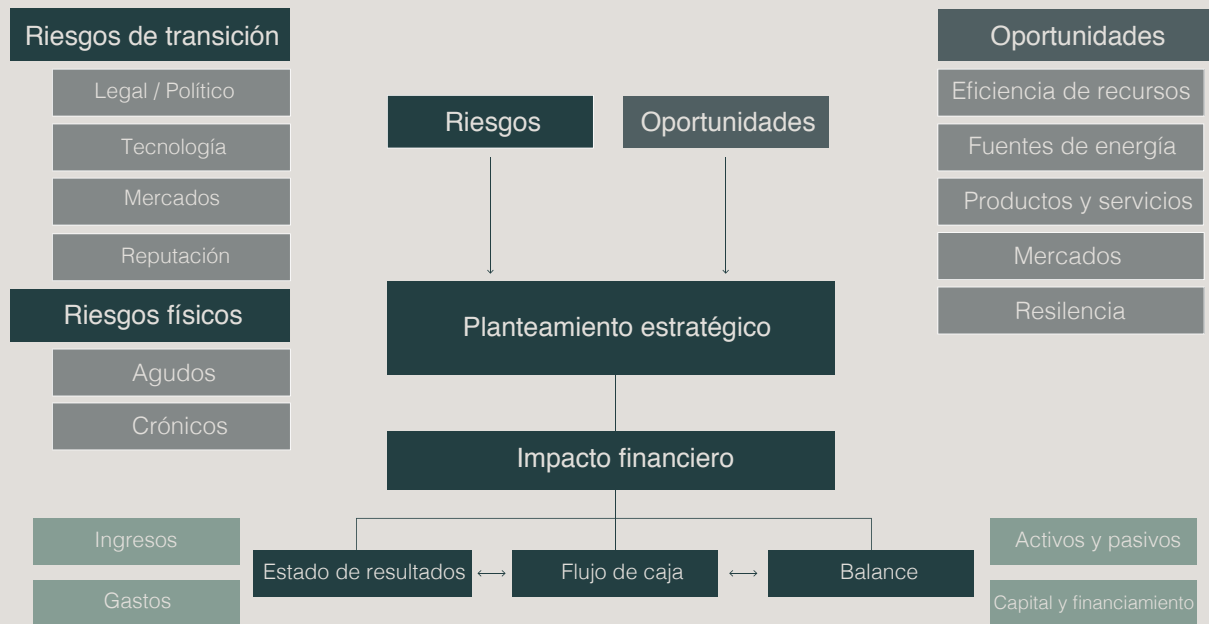 Riesgos de transición
Legal / Político
Tecnología
Mercados
Reputación
Riesgos físicos
Agudos
Crónicos
Riesgos
Oportunidades
Planteamiento estratégico
Impacto financiero
Estado de resultados
Flujo de caja
Balance
Ingresos
Gastos
Oportunidades
Eficiencia de recursos
Fuentes de energía
Productos y servicios
Mercados
Resilencia
Activos y pasivos
Capital y financiamiento